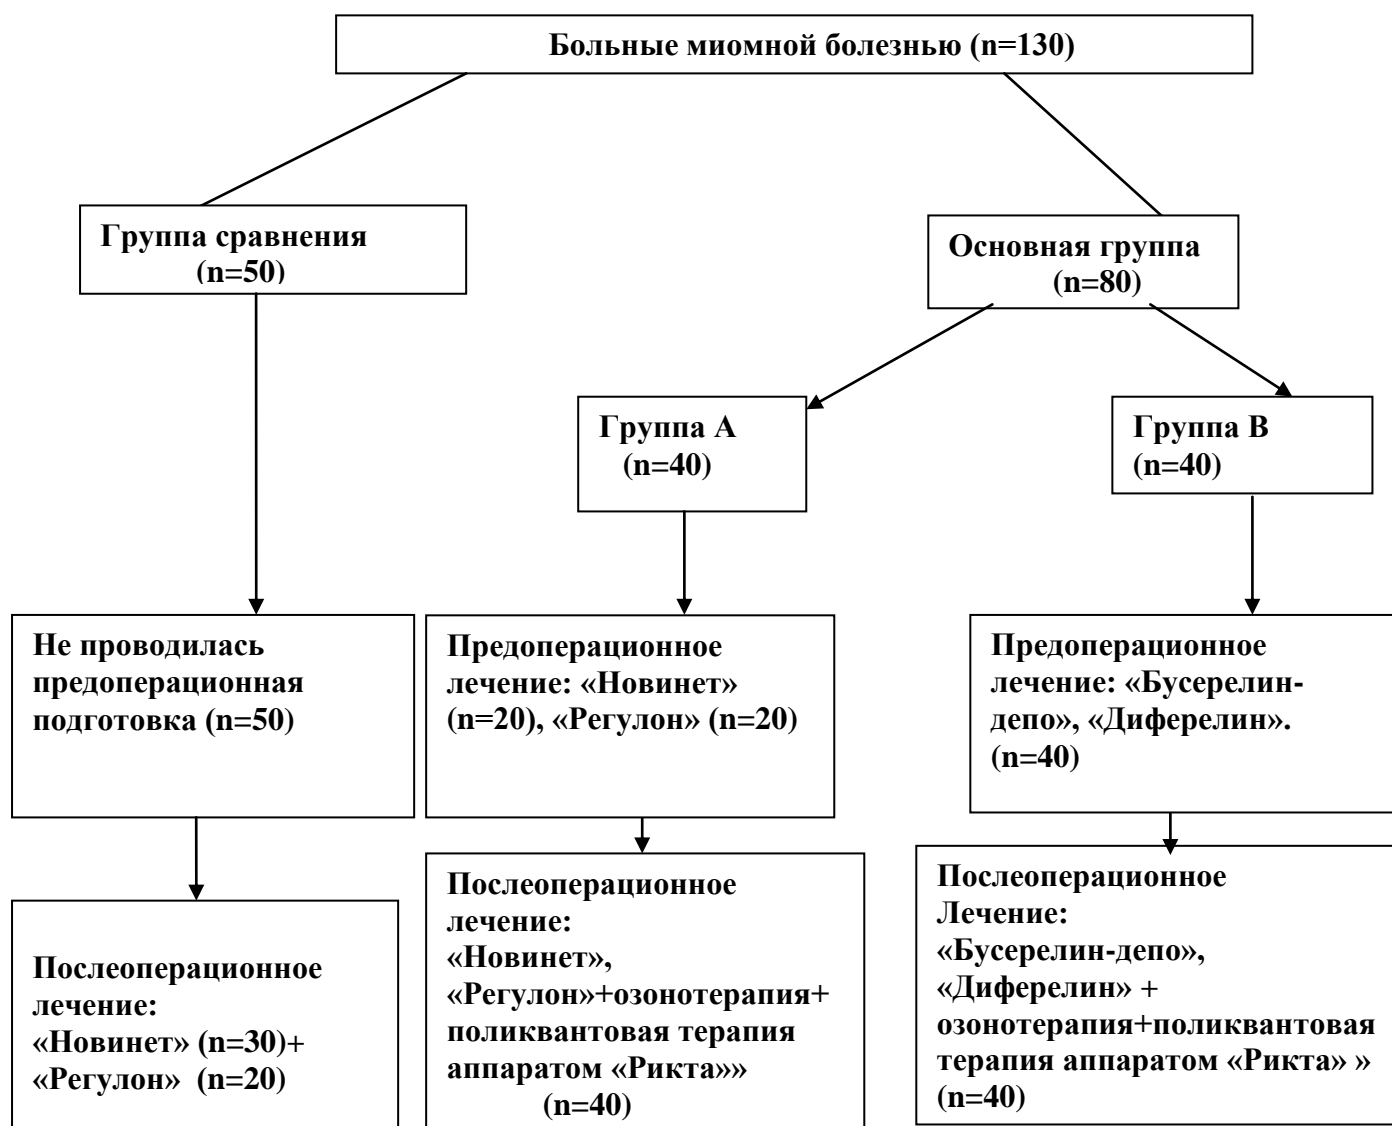 Больные миомной болезнью (n=130)
Группа сравнения
(n=50)
Основная группа
(n=80)
Группа А
(n=40)
Группа В
(n=40)
Не проводилась
предоперационная
подготовка (n=50)
Предоперационное
лечение: «Новинет»
(n=20), «Регулон» (n=20)
Предоперационное
лечение: «Бусерелин-
депо», «Диферелин».
(n=40)
Послеоперационное
лечение:
«Новинет» (n=30)+
«Регулон» (n=20)
Послеоперационное
лечение:
«Новинет»,
«Регулон»+озонотерапия+
поликвантовая терапия
аппаратом «Рикта»»
(n=40)
Послеоперационное
Лечение:
«Бусерелин-депо»,
«Диферелин» +
озонотерапия+поликвантовая
терапия аппаратом «Рикта» »
(n=40)